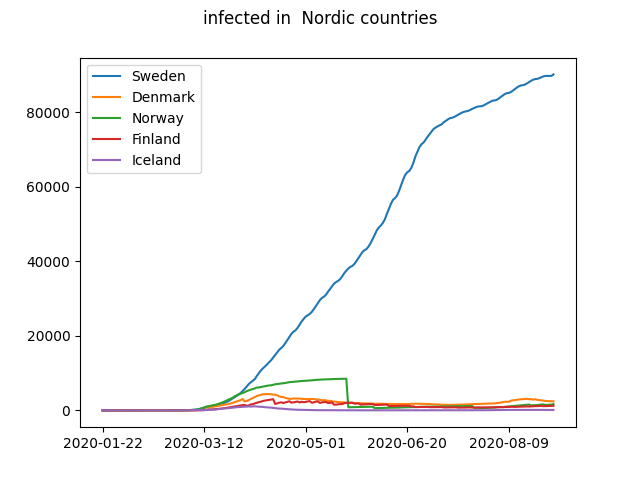 infected in  Nordic countries
Sweden
Denmark
Norway
Finland
Iceland
80000
60000
40000
20000
0
2020-01-22 2020-03-12 2020-05-01 2020-06-20 2020-08-09